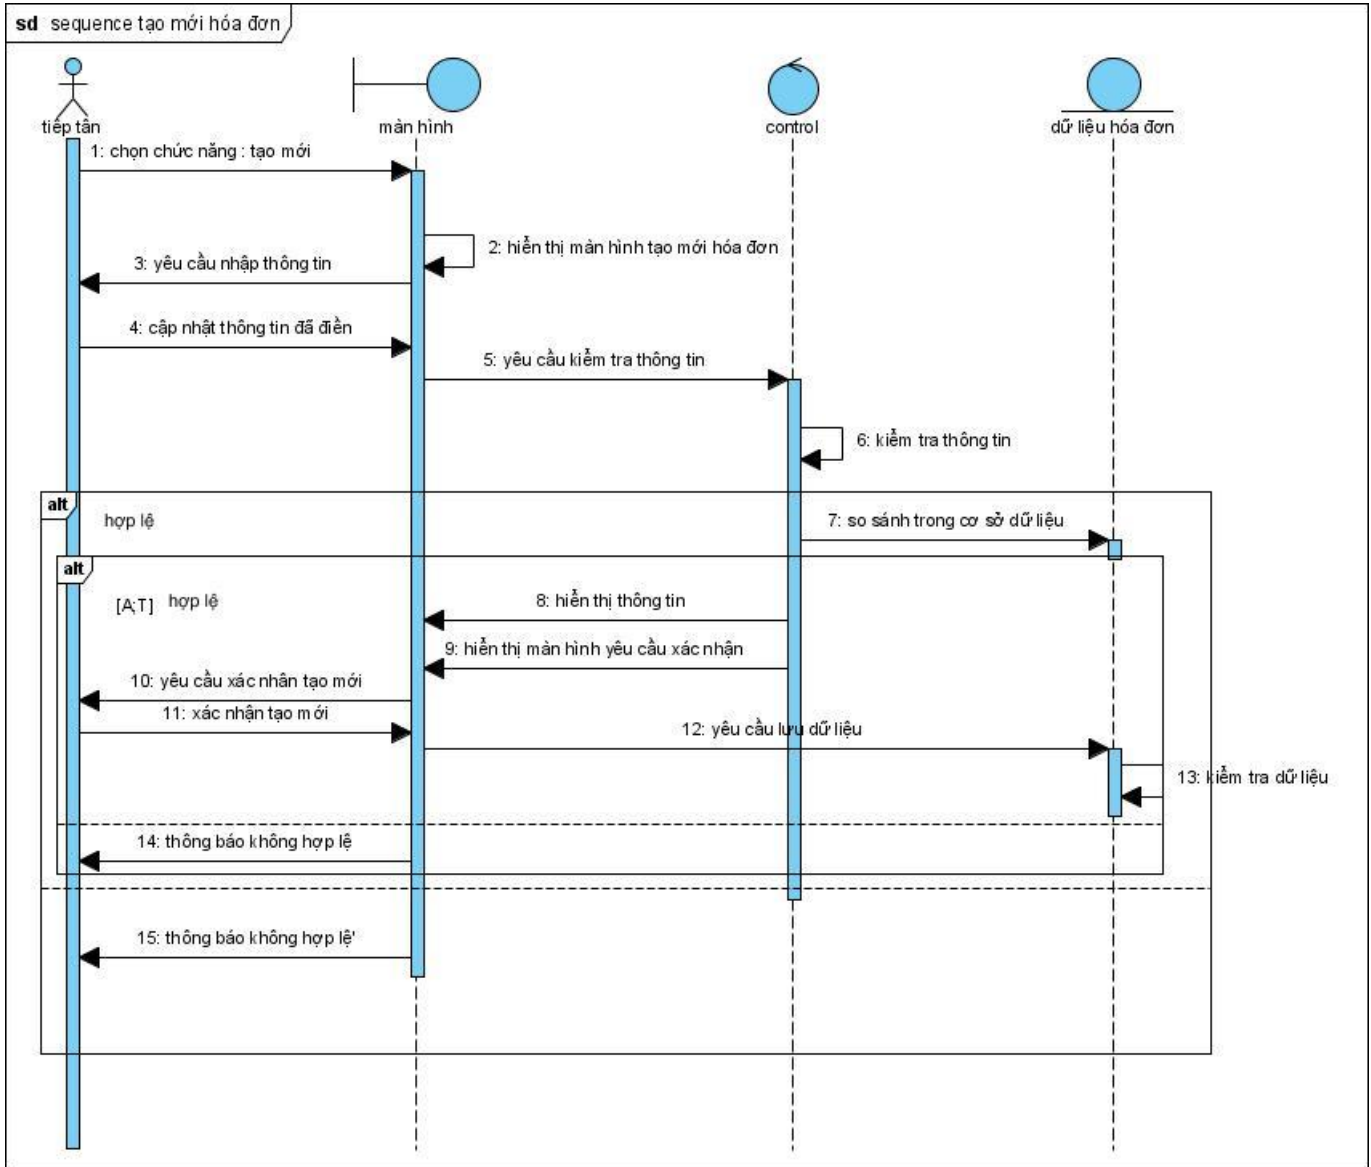 sd sequence tạo mới hóa đơn
tiếp tân
màn hình
control
dữ liệu hóa đơn
1: chọn chức năng : tạo mới
2: hiển thị màn hình tạo mới hóa đơn
3: yêu cầu nhập thông tin
4: cập nhật thông tin đã điền
5: yêu cầu kiểm tra thông tin
6: kiểm tra thông tin
alt
hợp lệ
7: so sánh trong cơ sở dữ liệu
alt
[A;T] hợp lệ
8: hiển thị thông tin
9: hiển thị màn hình yêu cầu xác nhận
10: yêu cầu xác nhân tạo mới
11: xác nhận tạo mới
12: yêu cầu lưu dữ liệu
13: kiểm tra dữ liệu
14: thông báo không hợp lệ
15: thông báo không hợp lệ'